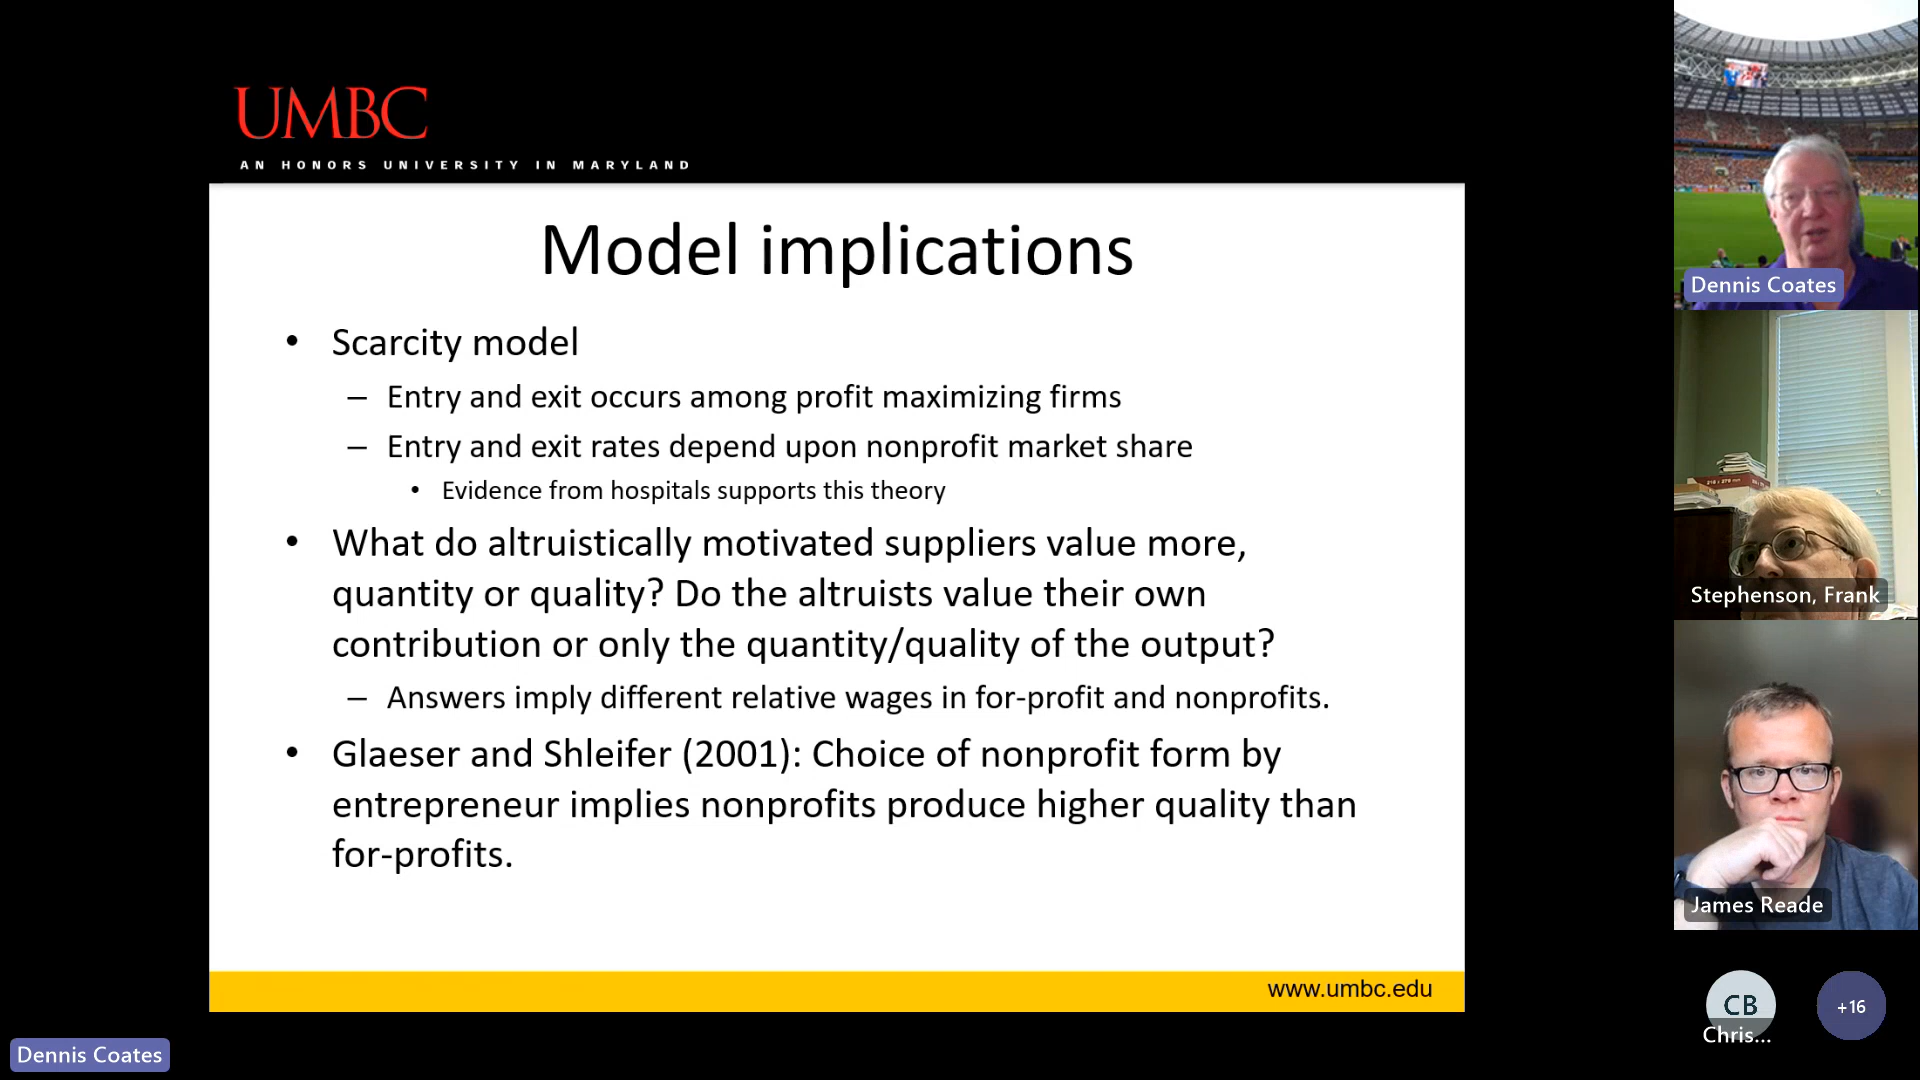 UMBC
AN HONORS UNIVERSITY IN MARYLAND
Model implications
• Scarcity model
– Entry and exit occurs among profit maximizing firms
– Entry and exit rates depend upon nonprofit market share
• Evidence from hospitals supports this theory
• What do altruistically motivated suppliers value more,
quantity or quality? Do the altruists value their own
contribution or only the quantity/quality of the output?
– Answers imply different relative wages in for-profit and nonprofits.
• Glaeser and Shleifer (2001): Choice of nonprofit form by
entrepreneur implies nonprofits produce higher quality than
for-profits.
www.umbc.edu
Dennis Coates
Dennis Coates
Stephenson, Frank
James Reade
CB
Chris...
+16